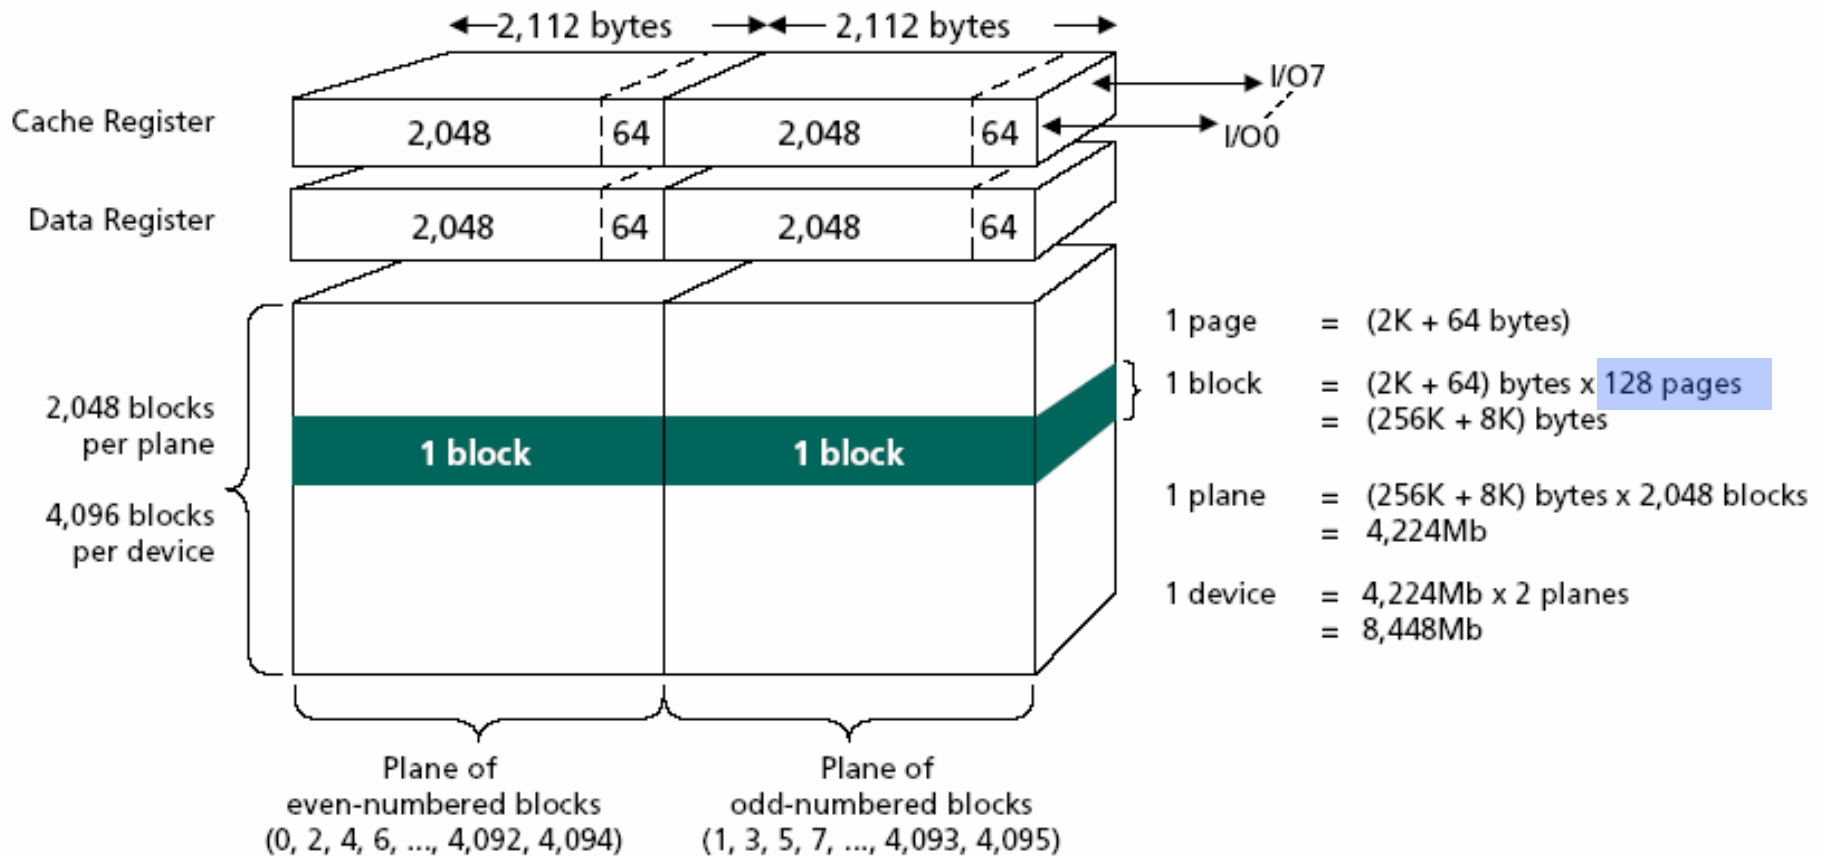 2,112 bytes 2,112 bytes
I/O7
Cache Register 2,048 64 2,048 64
I/O0
Data Register 2,048 64 2,048 64
1 page = (2K + 64 bytes)
1 block = (2K + 64) bytes x 128 pages
= (256K + 8K) bytes
2,048 blocks
per plane
1 block 1 block
1 plane = (256K + 8K) bytes x 2,048 blocks
= 4,224Mb
4,096 blocks
per device
1 device = 4,224Mb x 2 planes
= 8,448Mb
Plane of
even-numbered blocks
(0, 2, 4, 6, ..., 4,092, 4,094)
Plane of
odd-numbered blocks
(1, 3, 5, 7, ..., 4,093, 4,095)